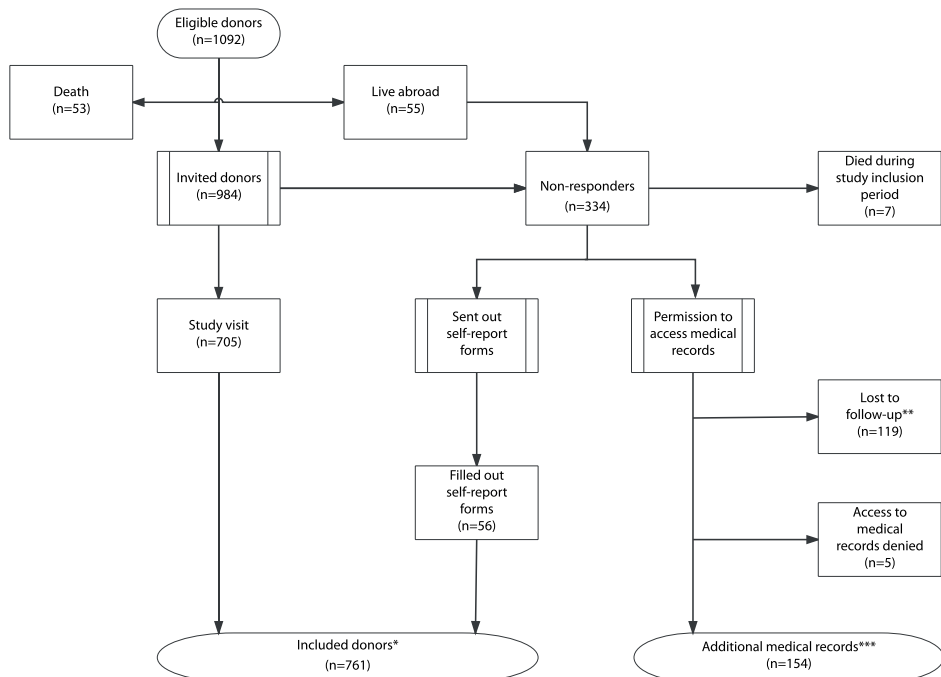 Eligible donors
(n=1092)
Death
(n=53)
Live abroad
(n=55)
Invited donors
(n=984)
Non-responders
(n=334)
Died during
study inclusion
period
(n=7)
Study visit
(n=705)
Sent out
self-report
forms
Permission to
access medical
records
Lost to
follow-up**
(n=119)
Filled out
self-report
forms
(n=56)
Access to
medical
records denied
(n=5)
Included donors*
(n=761)
Additional medical records***
(n=154)